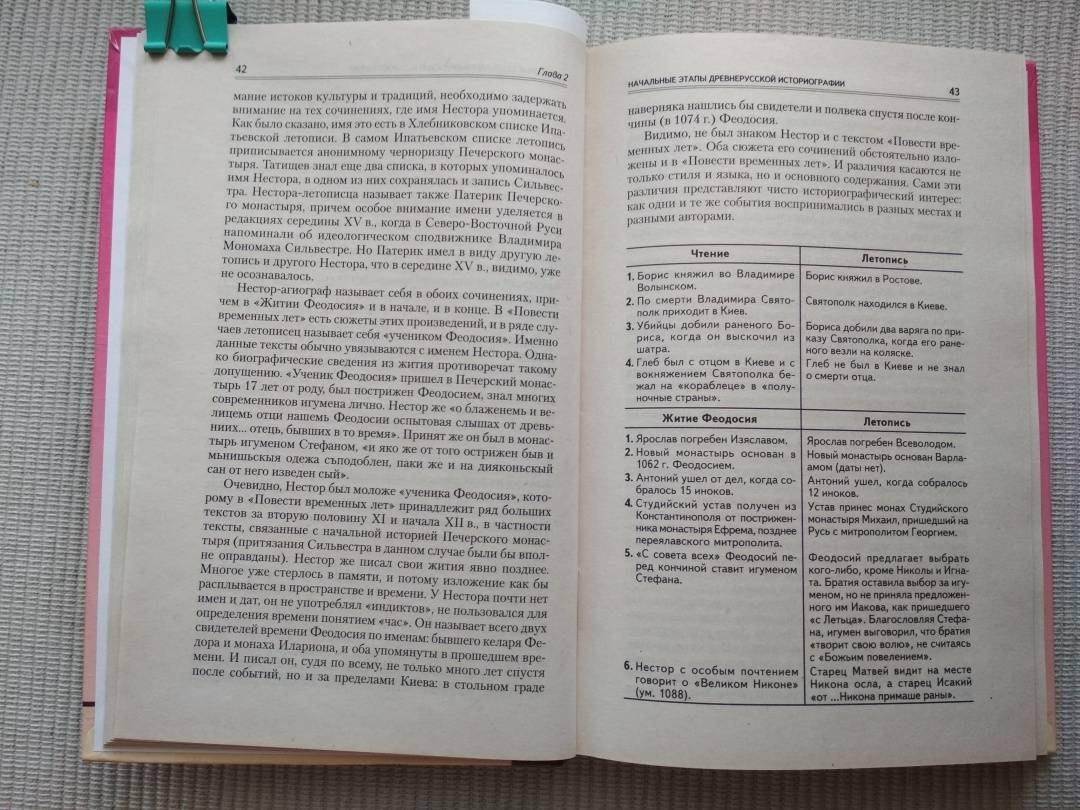 42
Глава 2
мание истоков культуры и традиций, необходимо задержать
внимание на тех сочинениях, где имя Нестора упоминается.
Как было сказано, имя это есть в Хлебниковском списке Ипа-
тьевской летописи. В самом Ипатьевском списке летопись
приписывается анонимному черноризцу Печерского монас-
тыря. Татищев знал еще два списка, в которых упоминалось
имя Нестора, в одном из них сохранялась и запись Сильвес-
тра. Нестора-летописца называет также Патерик Печерско-
го монастыря, причем особое внимание имени уделяется в
редакциях середины XV в., когда в Северо-Восточной Руси
напоминали об идеологическом сподвижнике Владимира
Мономаха Сильвестре. Но Патерик имел в виду другую ле-
топись и другого Нестора, что в середине XV в., видимо, уже
не осознавалось.
Нестор-агиограф называет себя в обоих сочинениях, при-
чем в «Житии Феодосия» и в начале, и в конце. В «Повести
временных лет» есть сюжеты этих произведений, и в ряде слу-
чаев летописец называет себя «учеником Феодосия». Именно
данные тексты обычно увязываются с именем Нестора. Одна-
ко биографические сведения из жития противоречат такому
допущению. «Ученик Феодосия» пришел в Печерский монас-
тырь 17 лет от роду, был пострижен Феодосием, знал многих
современников игумена лично. Нестор же «о блаженемь и ве-
лицемь отци нашемь Феодосии опытовая слышах от древь-
ниих... отець, бывших в то время». Принят же он был в монас-
тырь игуменом Стефаном, «и яко же от того острижен быв и
мьнишьскыя одежа съподоблен, паки же и на дияконьскый
сан от него изведен сый».
Очевидно, Нестор был моложе «ученика Феодосия», кото-
рому в «Повести временных лет» принадлежит ряд больших
текстов за вторую половину XI и начала XII в., в частности
тексты, связанные с начальной историей Печерского монас-
тыря (притязания Сильвестра в данном случае были бы впол-
не оправданы). Нестор же писал свои жития явно позднее.
Многое уже стерлось в памяти, и потому изложение как бы
расплывается в пространстве и времени. У Нестора почти нет
имен и дат, он не употреблял «индиктов», не пользовался для
определения времени понятием «час». Он называет всего двух
свидетелей времени Феодосия по именам: бывшего келаря Фе-
дора и монаха Илариона, и оба упомянуты в прошедшем вре-
мени. И писал он, судя по всему, не только много лет спустя
после событий, но и за пределами Киева: в стольном граде
НАЧАЛЬНЫЕ ЭТАПЫ ДРЕВНЕРУССКОЙ ИСТОРИОГРАФИИ
43
наверняка нашлись бы свидетели и полвека спустя после кон-
чины (в 1074 г.) Феодосия.
Видимо, не был знаком Нестор и с текстом «Повести вре-
менных лет». Оба сюжета его сочинений обстоятельно изло-
жены и в «Повести временных лет». И различия касаются не
только стиля и языка, но и основного содержания. Сами эти
различия представляют чисто историографический интерес:
как одни и те же события воспринимались в разных местах и
разными авторами.
Чтение
Летопись
1. Борис княжил во Владимире
Волынском.
Борис княжил в Ростове.
2. По смерти Владимира Свято-
полк приходит в Киев.
Святополк находился в Киеве.
3. Убийцы добили раненого Бо-
риса, когда он выскочил из
шатра.
Бориса добили два варяга по при-
казу Святополка, когда его ране-
ного везли на коляске.
4. Глеб был с отцом в Киеве и с
вокняжением Святополка бе-
жал на «кораблеце» в «полу-
ночные страны».
Глеб не был в Киеве и не знал
о смерти отца.
Житие Феодосия
Летопись
1. Ярослав погребен Изяславом.
Ярослав погребен Всеволодом.
2. Новый монастырь основан в
1062 г. Феодосием.
Новый монастырь основан Варла-
амом (даты нет).
3. Антоний ушел от дел, когда со-
бралось 15 иноков.
Антоний ушел, когда собралось
12 иноков.
4. Студийский устав получен из
Константинополя от пострижен-
ника монастыря Ефрема, позднее
переяславского митрополита.
Устав принес монах Студийского
монастыря Михаил, пришедший на
Русь с митрополитом Георгием.
5. «С совета всех» Феодосий пе-
ред кончиной ставит игуменом
Стефана.
Феодосий предлагает выбрать
кого-либо, кроме Николы и Игна-
та. Братия оставила выбор за игу-
меном, но не приняла предложен-
ного им Иакова, как пришедшего
«с Летьца». Благословляя Стефа-
на, игумен выговорил, что братия
«творит свою волю», не считаясь
с «Божьим повелением».
6. Нестор с особым почтением
говорит о «Великом Никоне»
(ум. 1088).
Старец Матвей видит на месте
Никона осла, а старец Исакий
«от ...Никона примаше раны».